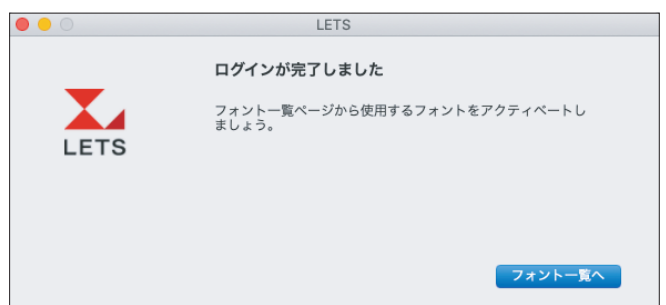 LETS
ログインが完了しました
フォント一覧ページから使用するフォントをアクティベートし
ましょう。
LETS
フォント一覧へ